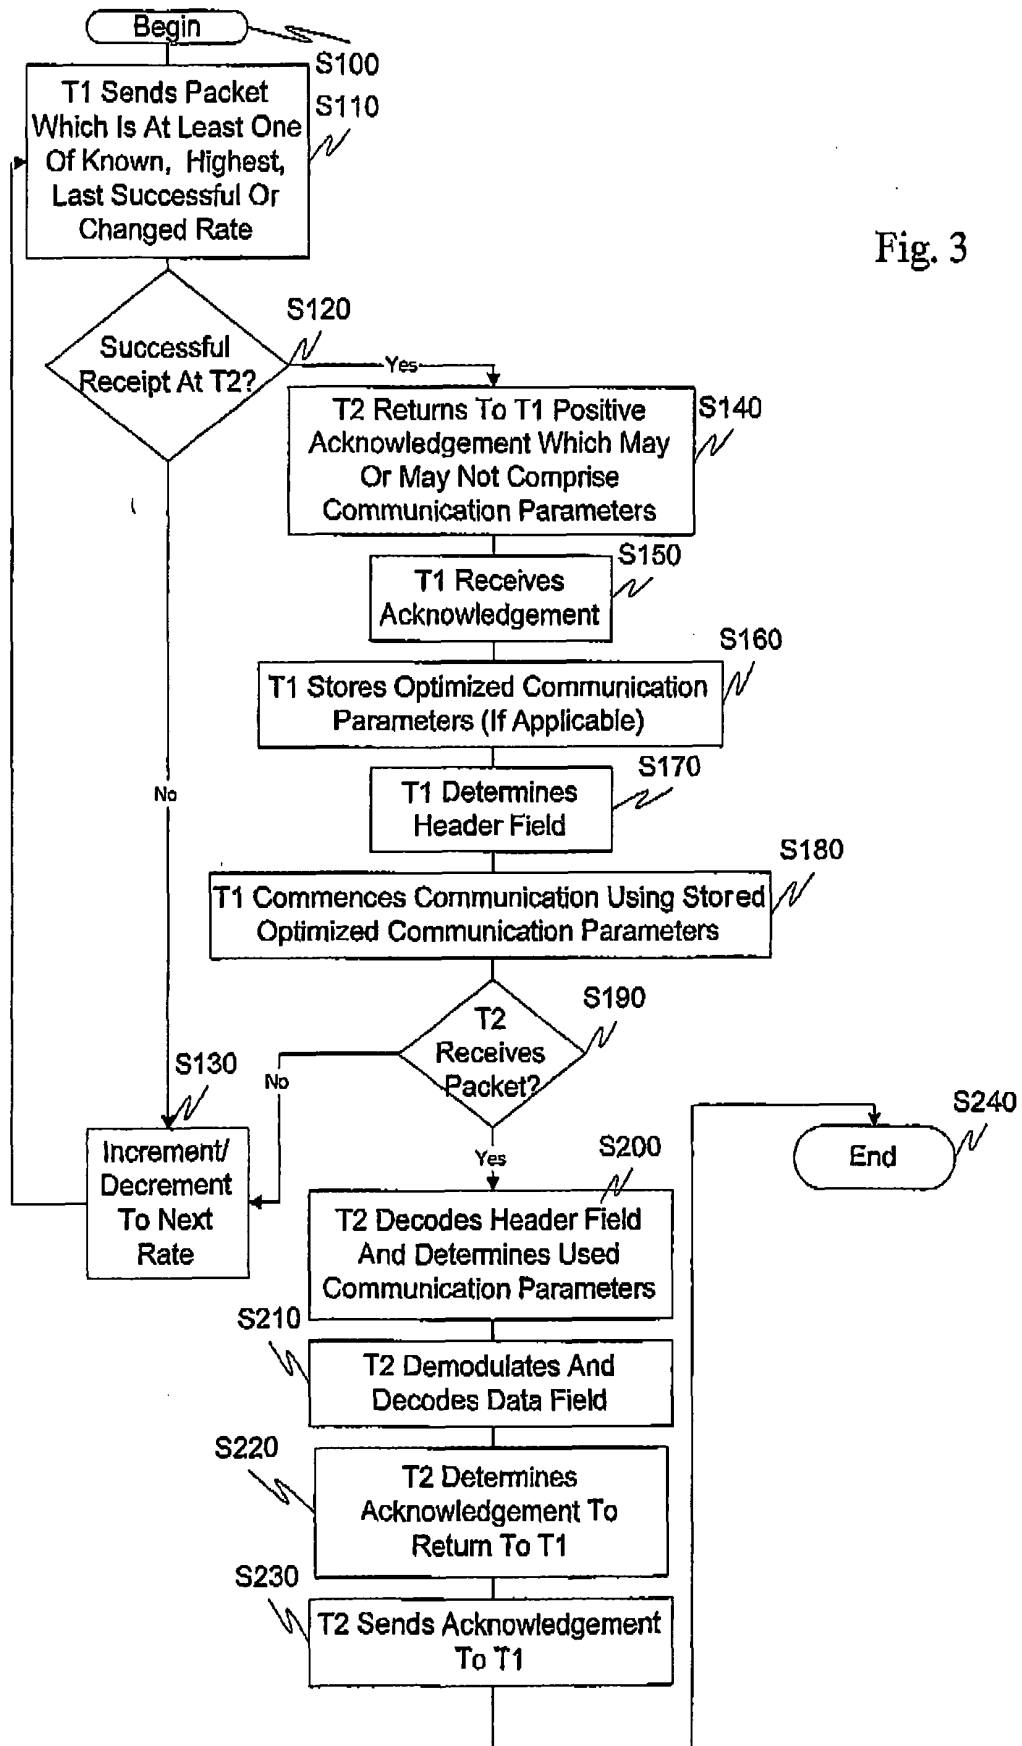 Begin
S100
T1 Sends Packet
Which Is At Least One
Of Known, Highest,
Last Successful Or
Changed Rate
S110
Fig. 3
S120
Successful
Receipt At T2?
Yes
T2 Returns To T1 Positive
Acknowledgement Which May
Or May Not Comprise
Communication Parameters
S140
S150
T1 Receives
Acknowledgement
S160
T1 Stores Optimized Communication
Parameters (If Applicable)
S170
T1 Determines
Header Field
No
S180
T1 Commences Communication Using Stored
Optimized Communication Parameters
S190
T2
Receives
Packet?
S130
No
Increment/
Decrement
To Next
Rate
Yes
S200
S240
End
T2 Decodes Header Field
And Determines Used
Communication Parameters
S210
T2 Demodulates And
Decodes Data Field
S220
T2 Determines
Acknowledgement To
Return To T1
S230
T2 Sends Acknowledgement
To T1